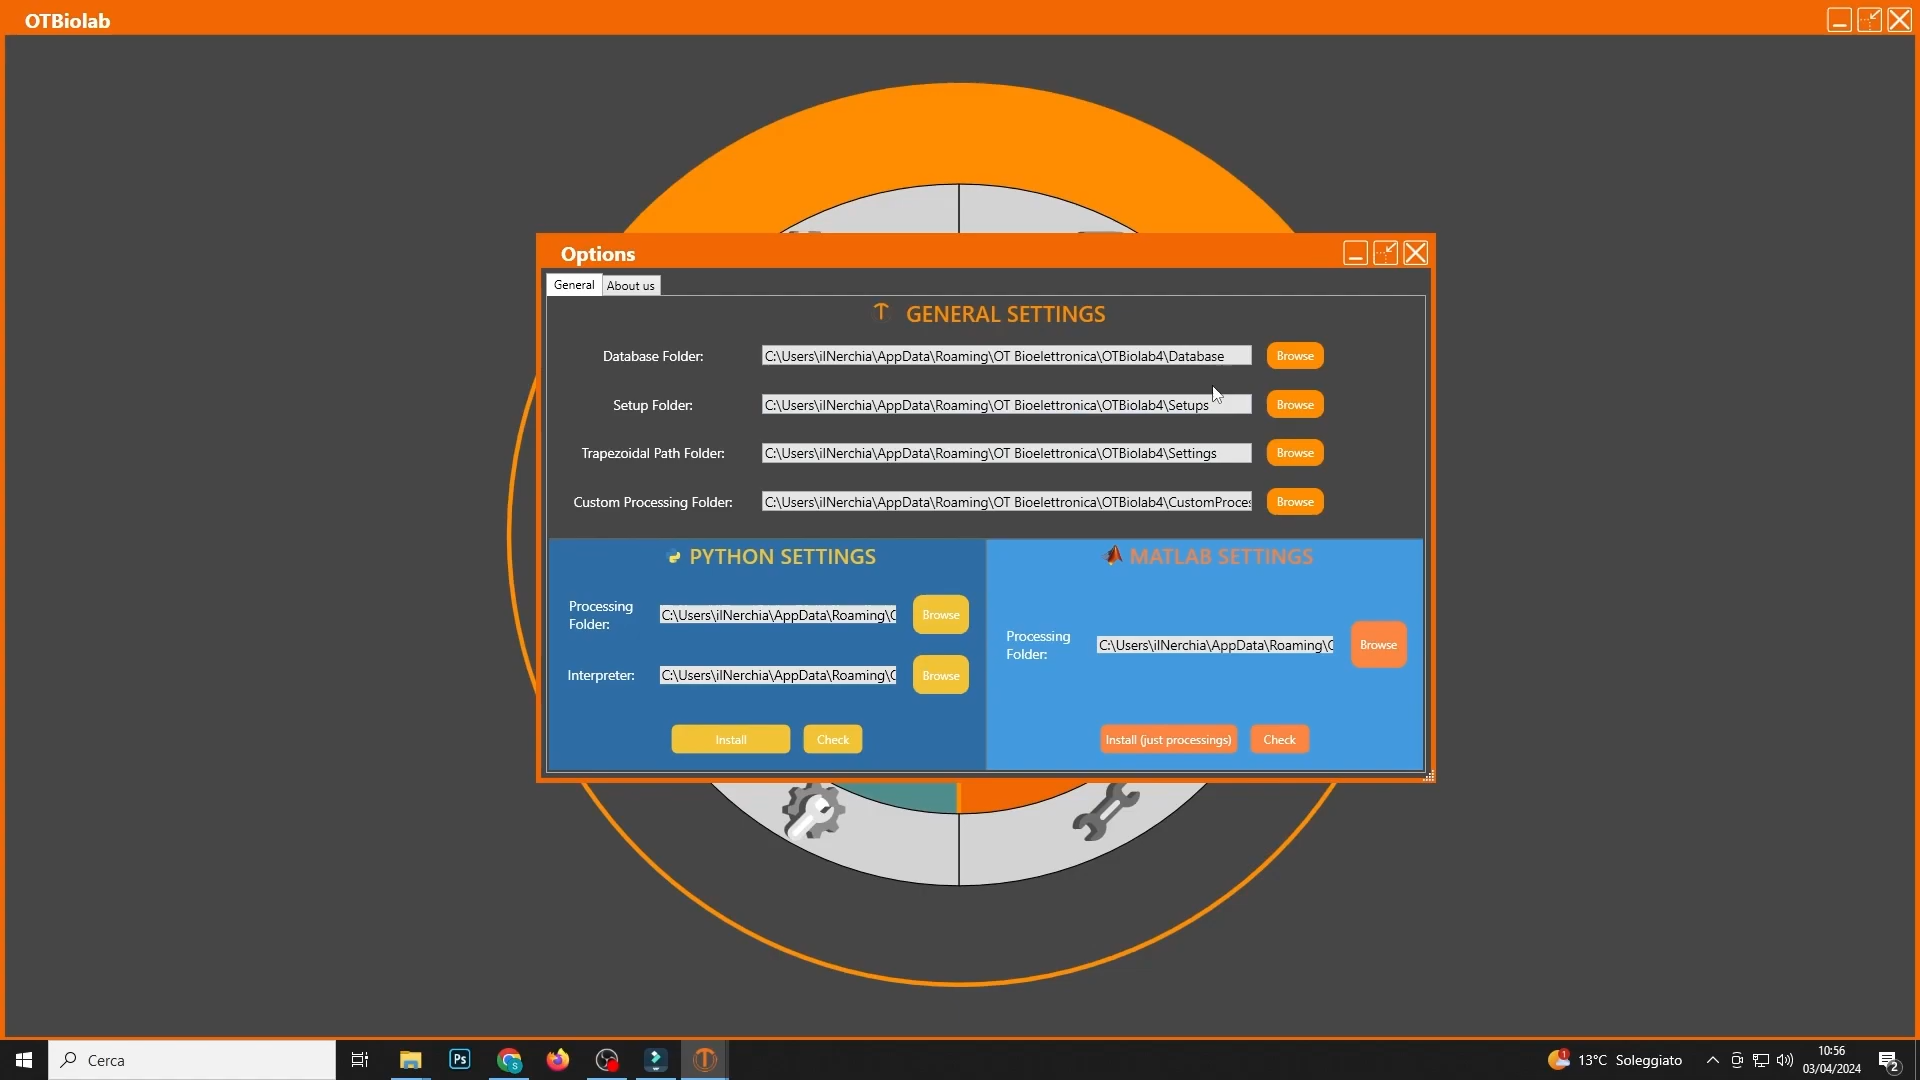 OTBiolab
Options
General
About us
GENERAL SETTINGS
Database Folder:
C:\Users\ilNerchia\AppData\Roaming\OT Bioelettronica\OTBiolab4\Database
Browse
Setup Folder:
C:\Users\ilNerchia\AppData\Roaming\OT Bioelettronica\OTBiolab4\Setups
Browse
Trapezoidal Path Folder:
C:\Users\ilNerchia\AppData\Roaming\OT Bioelettronica\OTBiolab4\Settings
Browse
Custom Processing Folder:
C:\Users\ilNerchia\AppData\Roaming\OT Bioelettronica\OTBiolab4\CustomProces
Browse
PYTHON SETTINGS
Processing
Folder:
C:\Users\ilNerchia\AppData\Roaming\
Browse
Interpreter:
C:\Users\ilNerchia\AppData\Roaming\
Browse
Install
Check
MATLAB SETTINGS
Processing
Folder:
C:\Users\ilNerchia\AppData\Roaming\
Browse
Install (just processings)
Check
Cerca
Ps
1
13°C Soleggiato
10:56
03/04/2024
2